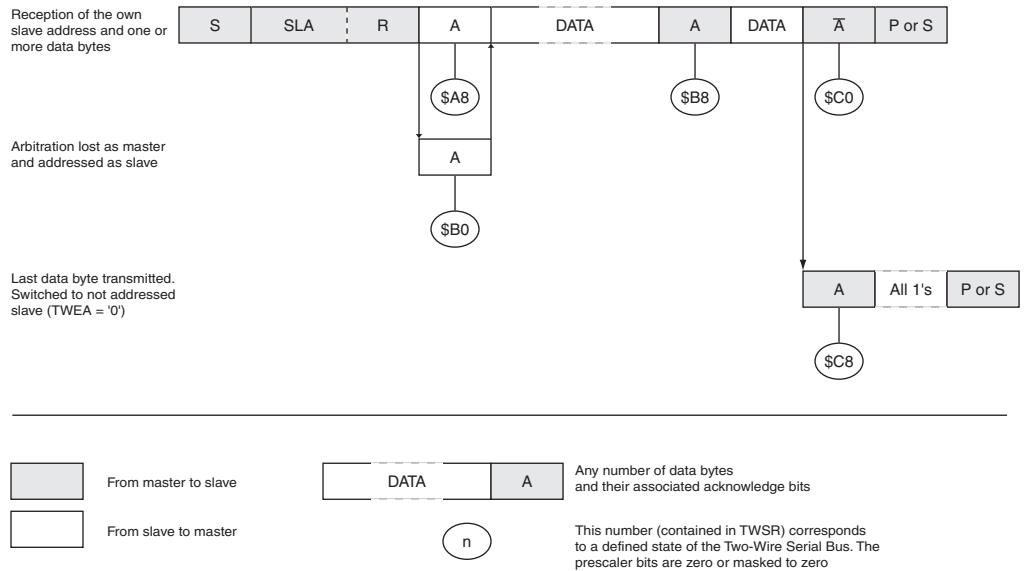 Reception of the own
slave address and one or
more data bytes
S SLA R A DATA A DATA A̅ P or S
$A8 $B8 $C0
Arbitration lost as master
and addressed as slave
A
$B0
Last data byte transmitted.
Switched to not addressed
slave (TWEA = '0')
A All 1's P or S
$C8
From master to slave
From slave to master
DATA A
Any number of data bytes
and their associated acknowledge bits
n
This number (contained in TWSR) corresponds
to a defined state of the Two-Wire Serial Bus. The
prescaler bits are zero or masked to zero